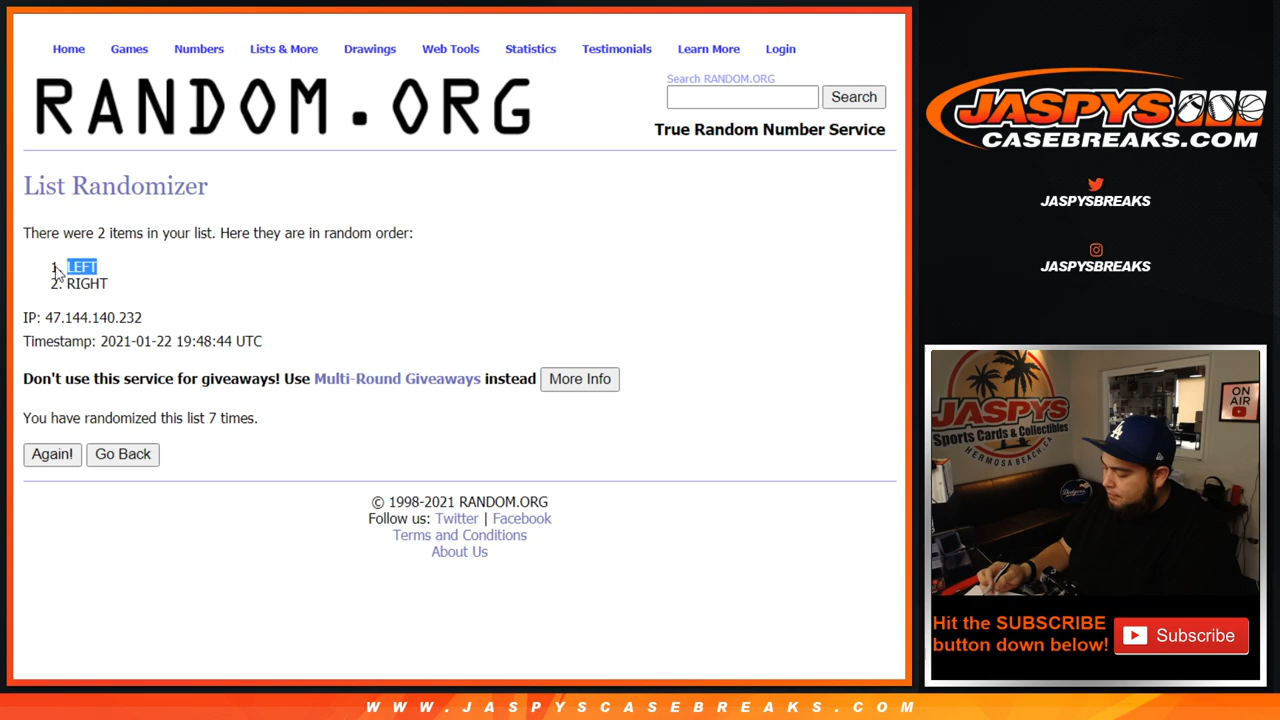 Home Games Numbers Lists & More Drawings Web Tools Statistics Testimonials Learn More Login
RANDOM.ORG
Search RANDOM.ORG
Search
True Random Number Service
List Randomizer
There were 2 items in your list. Here they are in random order:
1. LEFT
2. RIGHT
IP: 47.144.140.232
Timestamp: 2021-01-22 19:48:44 UTC
Don't use this service for giveaways! Use Multi-Round Giveaways instead More Info
You have randomized this list 7 times.
Again! Go Back
© 1998-2021 RANDOM.ORG
Follow us: Twitter | Facebook
Terms and Conditions
About Us
JASPYS
CASEBREAKS.COM
JASPYSBREAKS
JASPYSBREAKS
JASPYS
Sports Cards & Collectibles
HERMOSA BEACH, CA
ON
AIR
LA
Dodgers
Hit the SUBSCRIBE
button down below!
Subscribe
WWW.JASPYSCASEBREAKS.COM